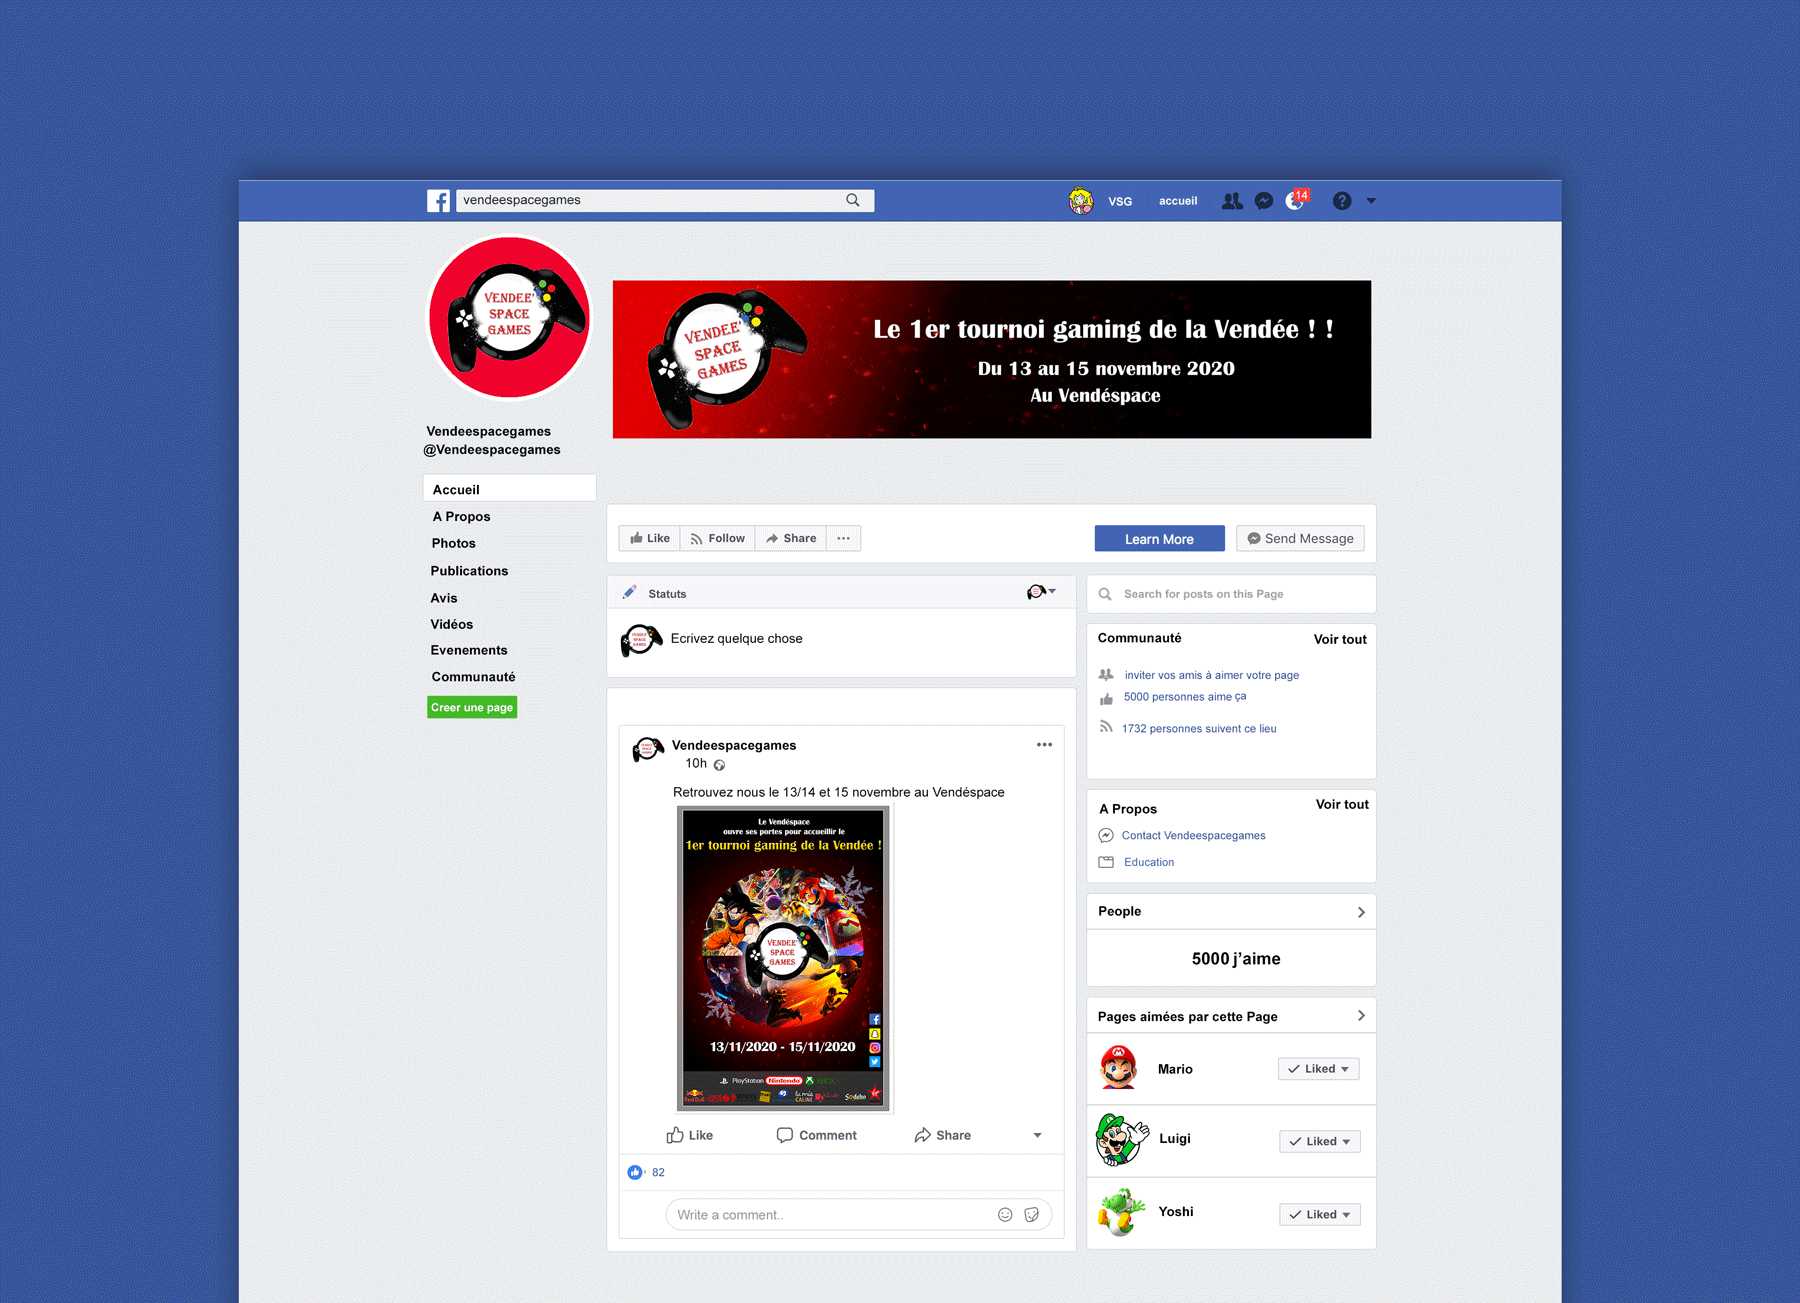 vendeespacegames
VSG
accueil
14
VENDEE'
SPACE
GAMES
VENDEE'
SPACE
GAMES
Le 1er tournoi gaming de la Vendée ! !
Du 13 au 15 novembre 2020
Au Vendéspace
Vendeespacegames
@Vendeespacegames
Accueil
A Propos
Photos
Publications
Avis
Vidéos
Evenements
Communauté
Creer une page
Like
Follow
Share
Learn More
Send Message
Statuts
Ecrivez quelque chose
Vendeespacegames
10h
Retrouvez nous le 13/14 et 15 novembre au Vendéspace
Le Vendéspace
ouvre ses portes pour accueillir le
1er tournoi gaming de la Vendée !
VENDEE'
SPACE
GAMES
13/11/2020 - 15/11/2020
PlayStation Nintendo XBOX
Red Bull
la mie
CALINE
Sodebo
Like
Comment
Share
82
Write a comment..
Search for posts on this Page
Communauté
Voir tout
inviter vos amis à aimer votre page
5000 personnes aime ça
1732 personnes suivent ce lieu
A Propos
Voir tout
Contact Vendeespacegames
Education
People
5000 j'aime
Pages aimées par cette Page
Mario
Liked
Luigi
Liked
Yoshi
Liked